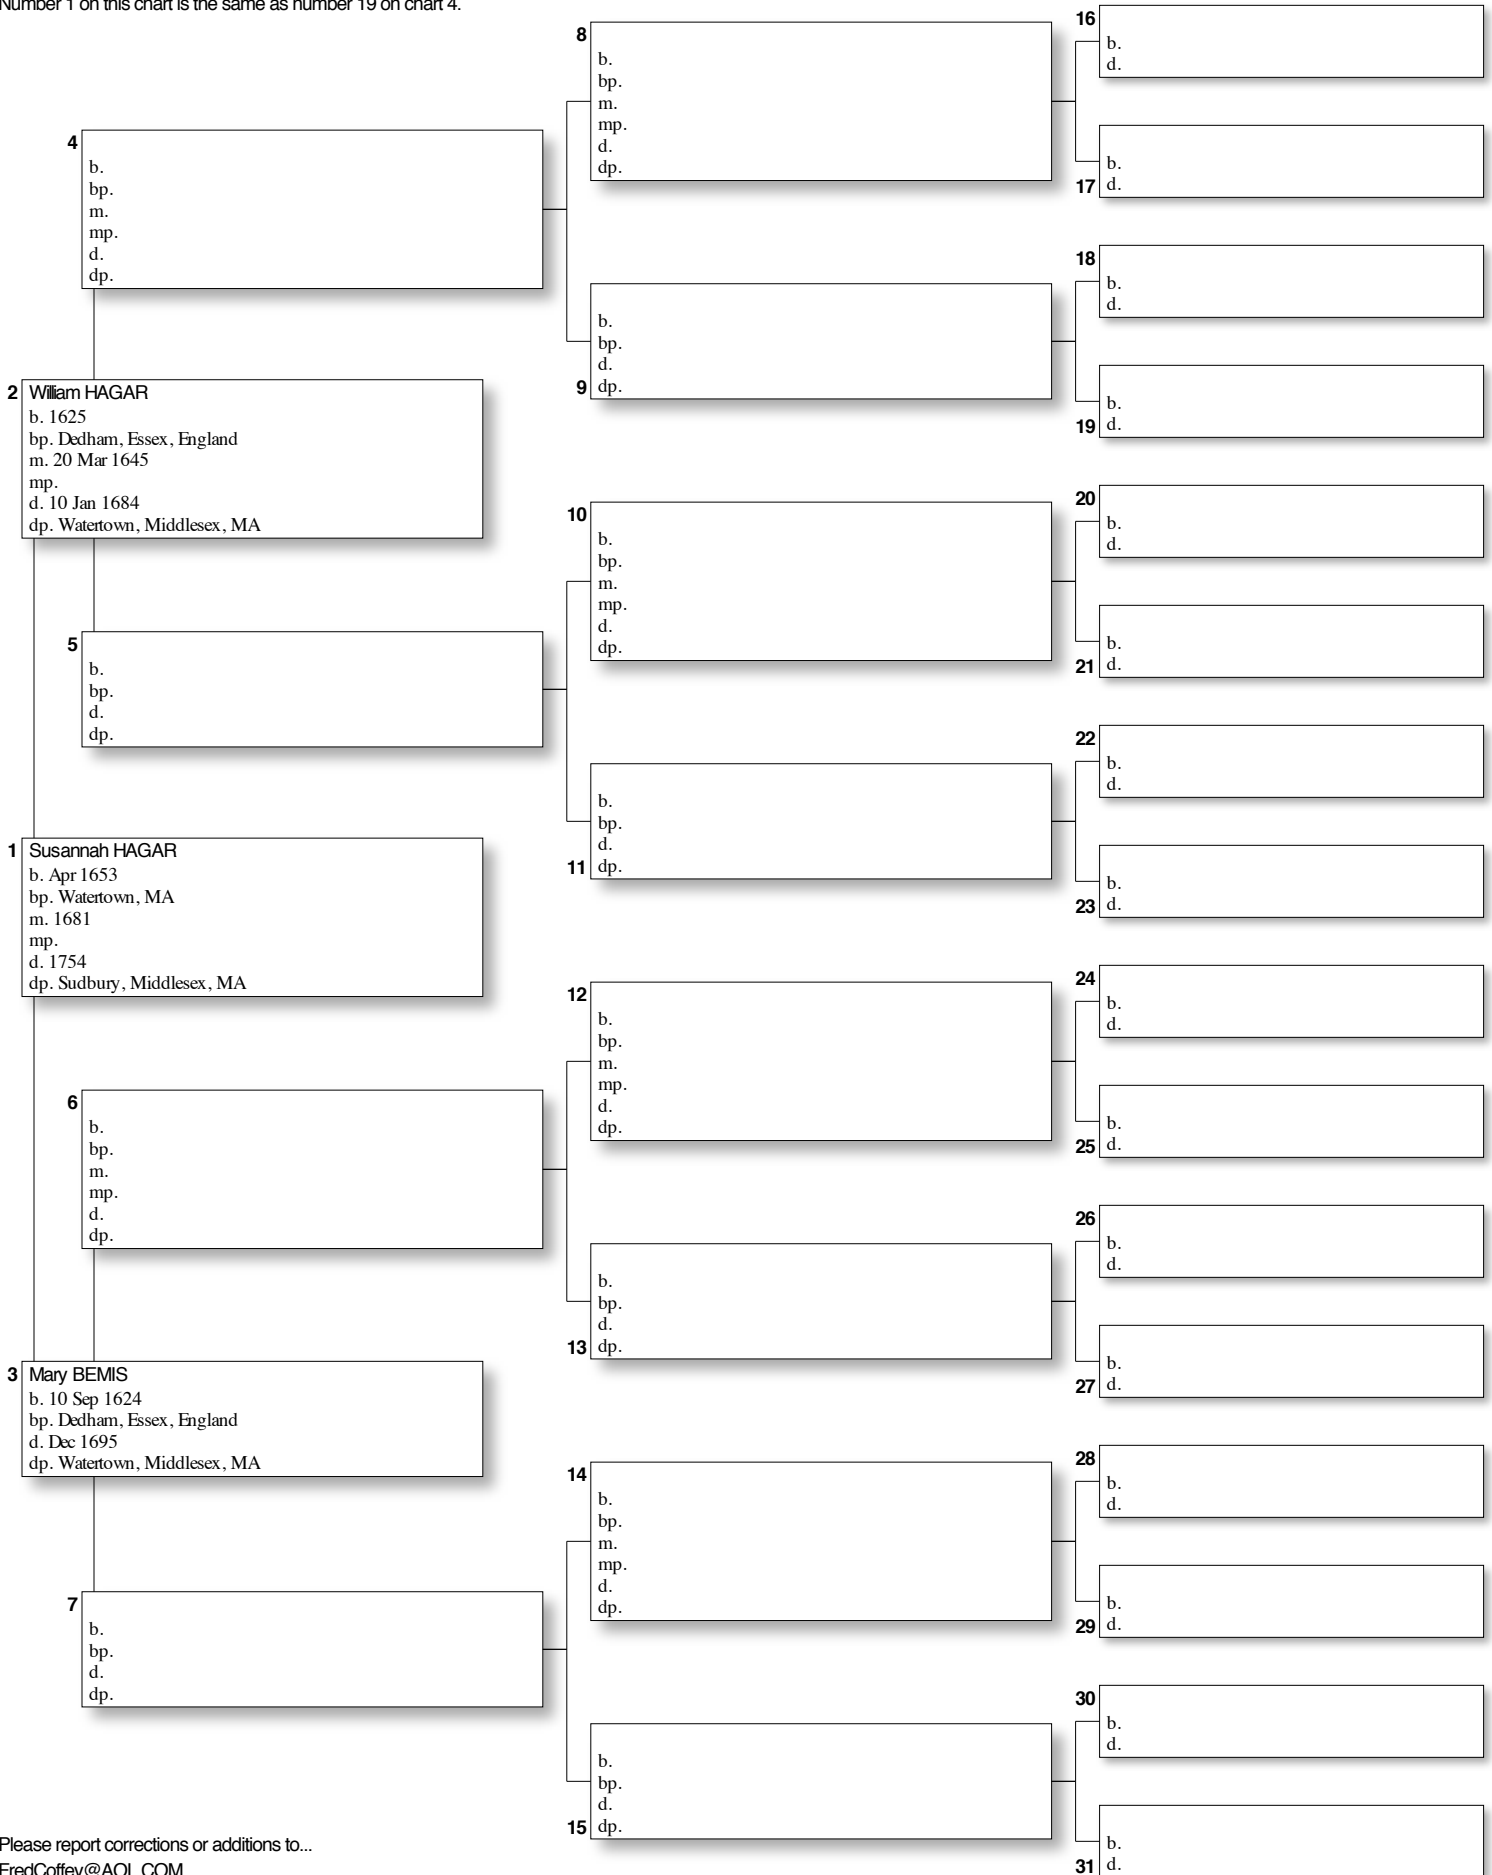 Number 1 on this chart is the same as number 19 on chart 4.
16
b.
d.
8
b.
bp.
m.
mp.
d.
dp.
b.
17 d.
4
b.
bp.
m.
mp.
d.
dp.
18
b.
d.
b.
bp.
d.
9 dp.
b.
19 d.
2 William HAGAR
b. 1625
bp. Dedham, Essex, England
m. 20 Mar 1645
mp.
d. 10 Jan 1684
dp. Watertown, Middlesex, MA
20
b.
d.
10
b.
bp.
m.
mp.
d.
dp.
b.
21 d.
5
b.
bp.
d.
dp.
22
b.
d.
b.
bp.
d.
11 dp.
b.
23 d.
1 Susannah HAGAR
b. Apr 1653
bp. Watertown, MA
m. 1681
mp.
d. 1754
dp. Sudbury, Middlesex, MA
24
b.
d.
12
b.
bp.
m.
mp.
d.
dp.
b.
25 d.
6
b.
bp.
m.
mp.
d.
dp.
26
b.
d.
b.
bp.
d.
13 dp.
b.
27 d.
3 Mary BEMIS
b. 10 Sep 1624
bp. Dedham, Essex, England
d. Dec 1695
dp. Watertown, Middlesex, MA
28
b.
d.
14
b.
bp.
m.
mp.
d.
dp.
b.
29 d.
7
b.
bp.
d.
dp.
30
b.
d.
b.
bp.
d.
15 dp.
b.
31 d.
Please report corrections or additions to...
FredCoffey@AOL.COM